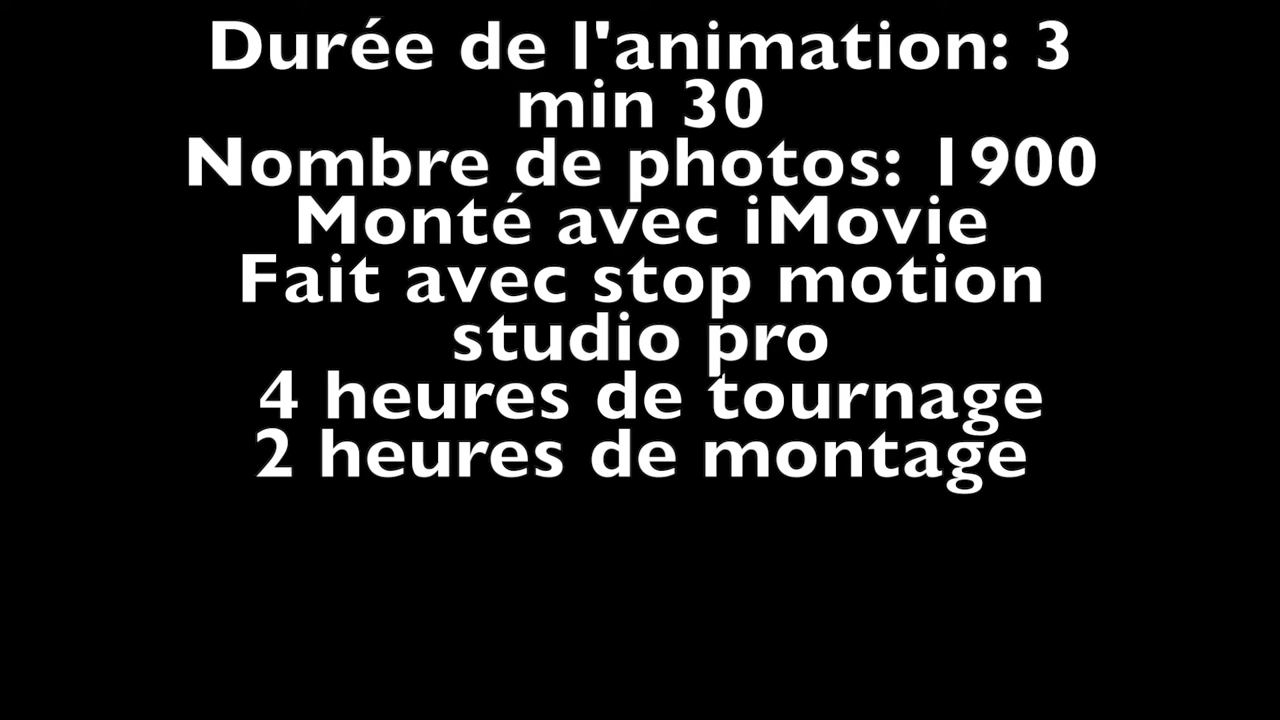 Durée de l'animation: 3
min 30
Nombre de photos: 1900
Monté avec iMovie
Fait avec stop motion
studio pro
4 heures de tournage
2 heures de montage